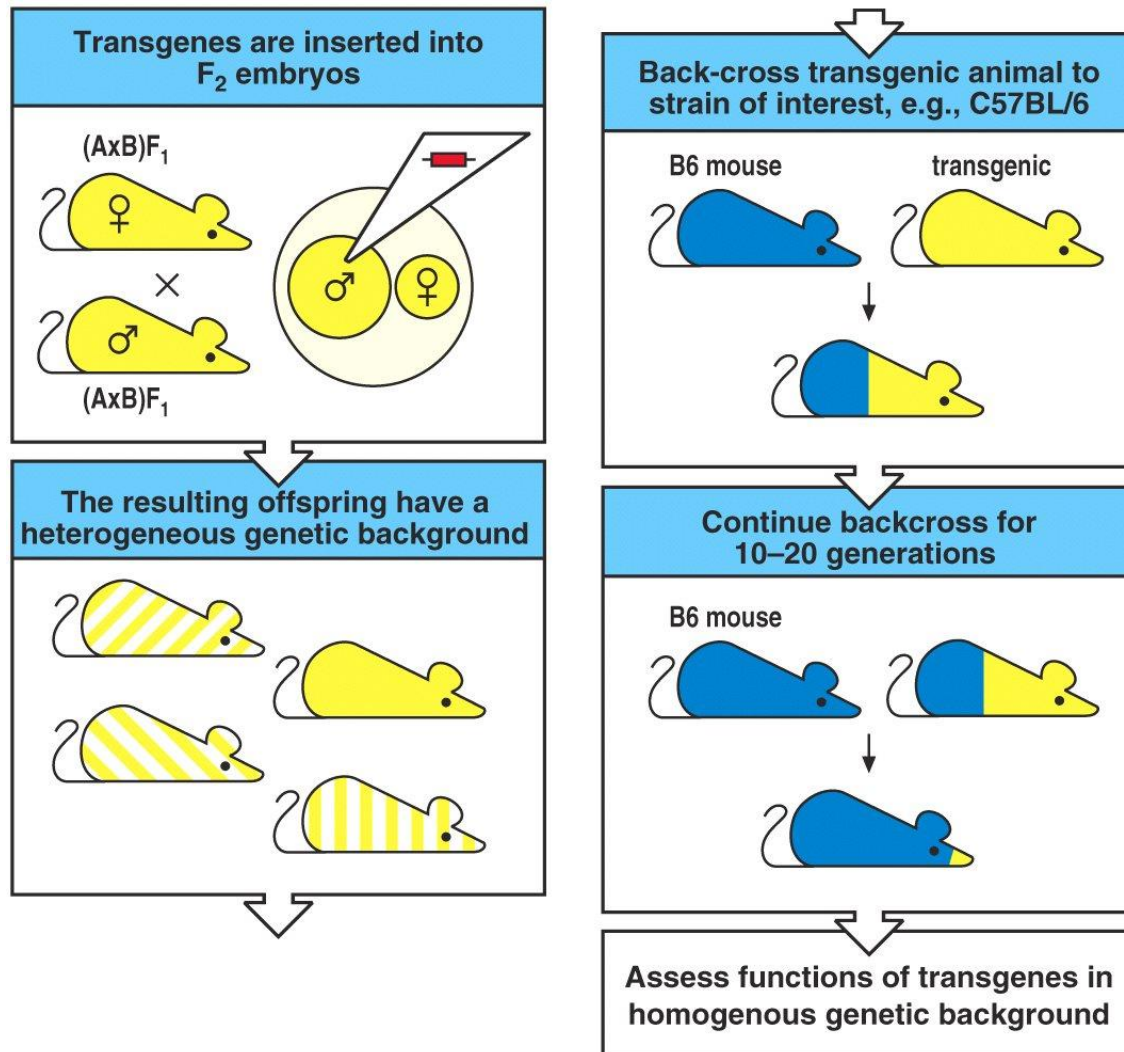 Transgenes are inserted into
F₂ embryos
(AxB)F₁
♀
♂
♀
×
♂
(AxB)F₁
The resulting offspring have a
heterogeneous genetic background
Back-cross transgenic animal to
strain of interest, e.g., C57BL/6
B6 mouse
transgenic
Continue backcross for
10–20 generations
B6 mouse
Assess functions of transgenes in
homogenous genetic background